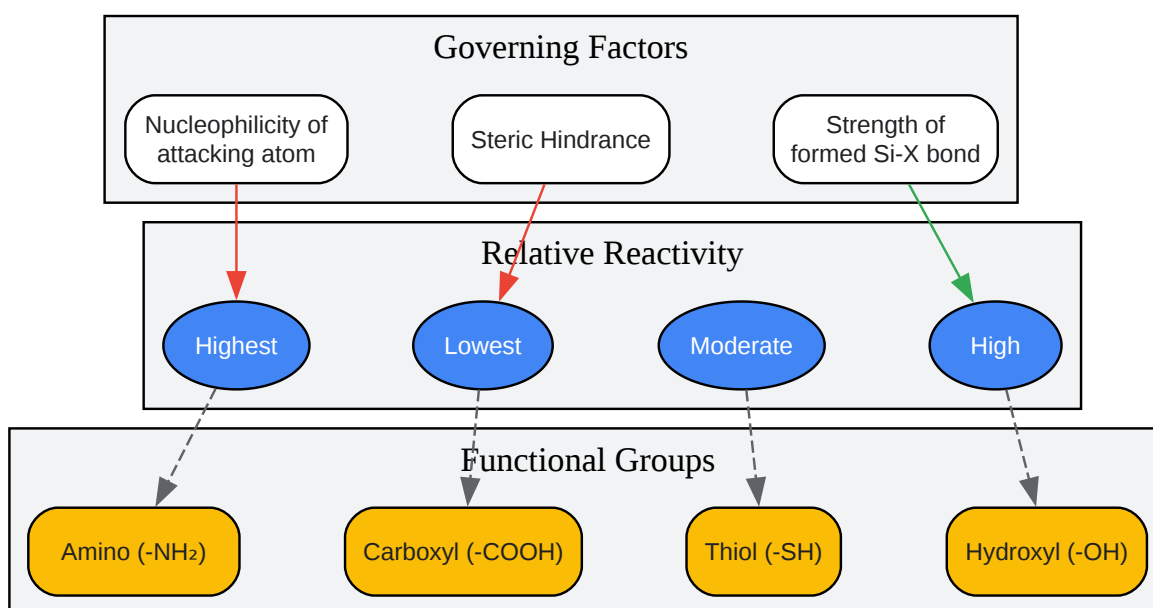 Governing Factors
Nucleophilicity of
attacking atom
Steric Hindrance
Strength of
formed Si-X bond
Relative Reactivity
Highest
Lowest
Moderate
High
Functional Groups
Amino (-NH₂)
Carboxyl (-COOH)
Thiol (-SH)
Hydroxyl (-OH)